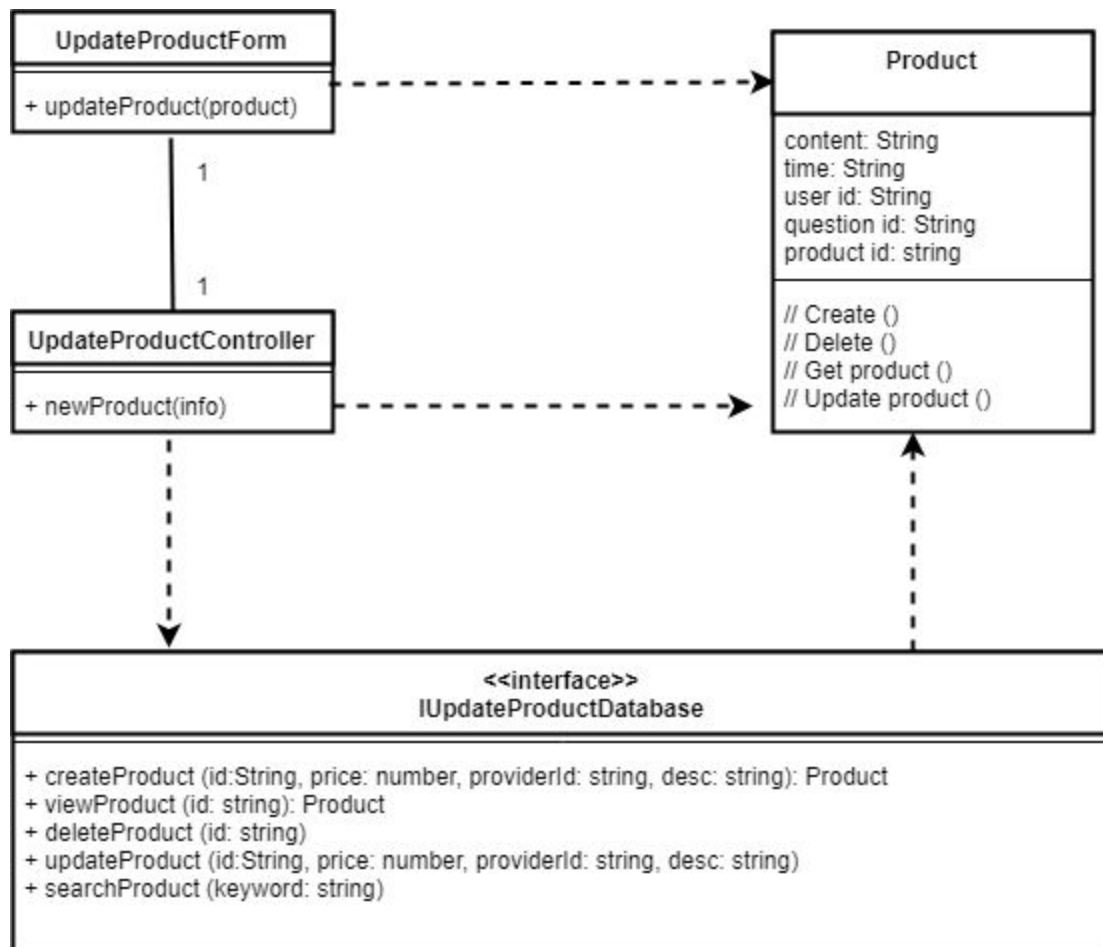 UpdateProductForm
+ updateProduct(product)
1
1
UpdateProductController
+ newProduct(info)
Product
content: String
time: String
user id: String
question id: String
product id: string
// Create ()
// Delete ()
// Get product ()
// Update product ()
<<interface>>
IUpdateProductDatabase
+ createProduct (id:String, price: number, providerId: string, desc: string): Product
+ viewProduct (id: string): Product
+ deleteProduct (id: string)
+ updateProduct (id:String, price: number, providerId: string, desc: string)
+ searchProduct (keyword: string)